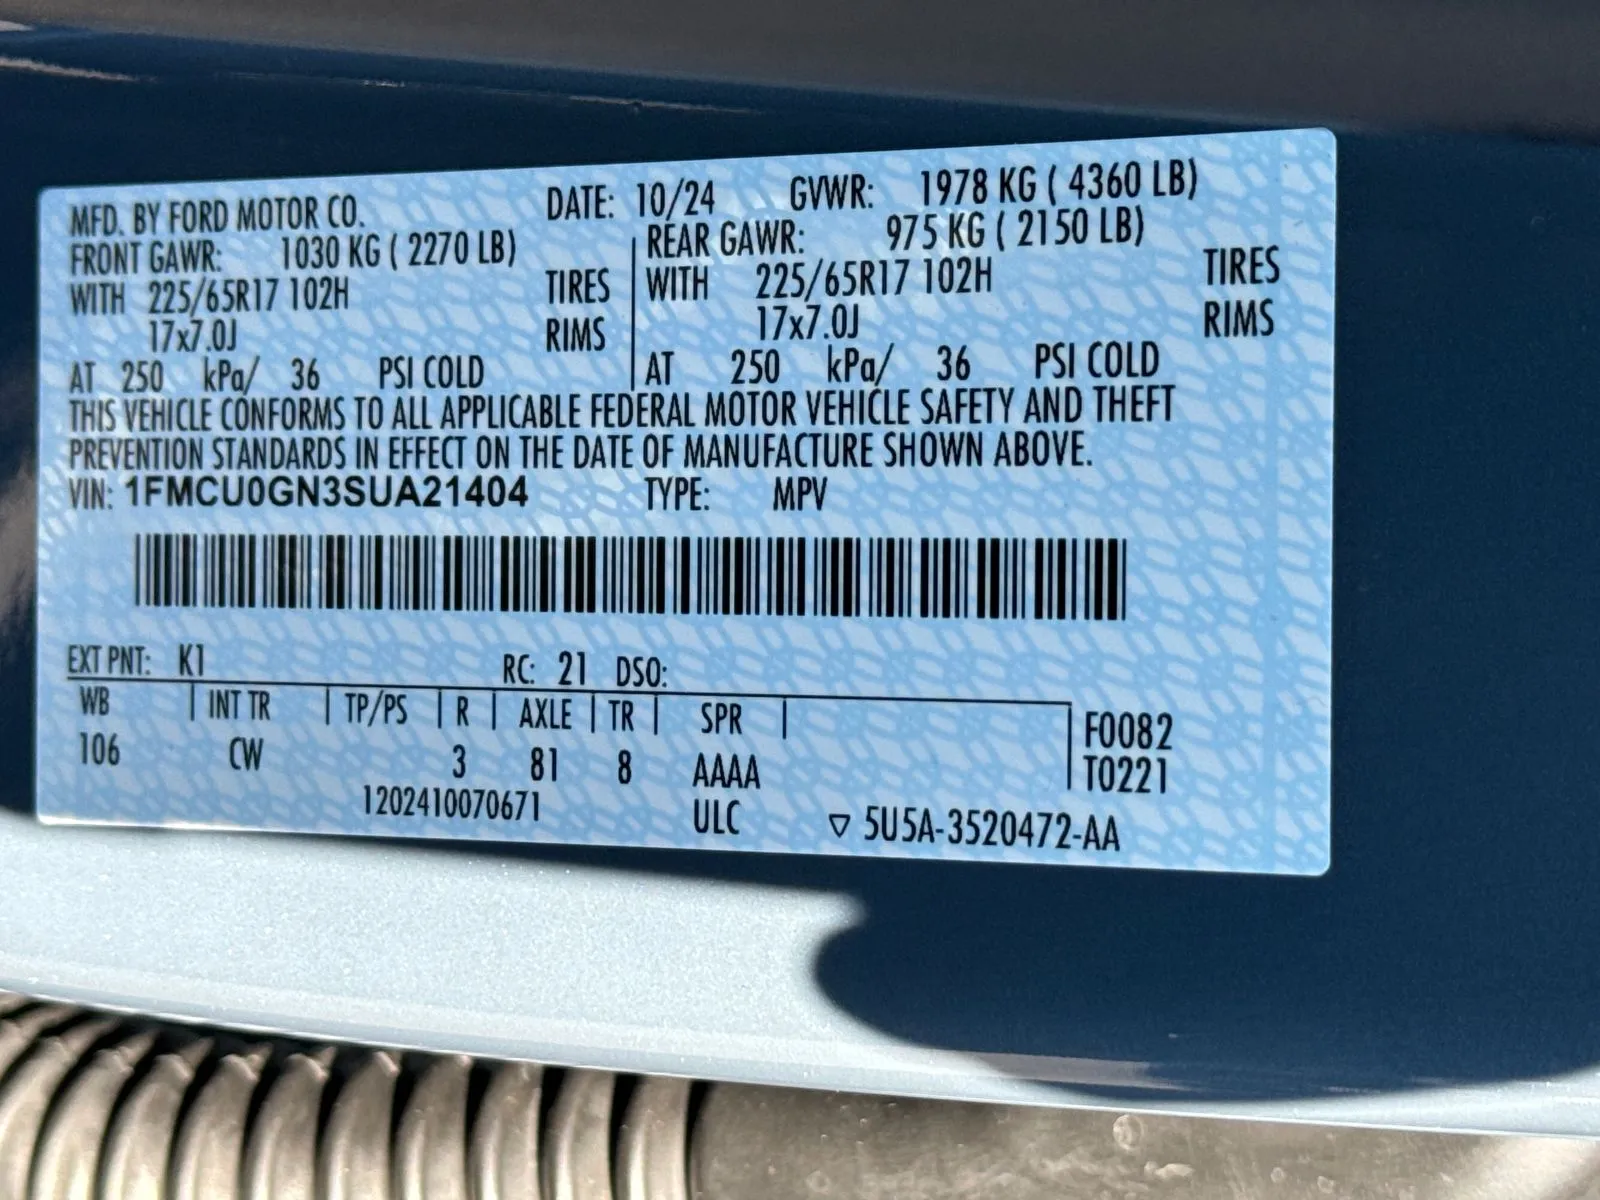 MFD. BY FORD MOTOR CO. DATE: 10/24 GVWR: 1978 KG ( 4360 LB)
FRONT GAWR: 1030 KG ( 2270 LB) REAR GAWR: 975 KG ( 2150 LB)
WITH 225/65R17 102H TIRES WITH 225/65R17 102H TIRES
17x7.0J RIMS 17x7.0J RIMS
AT 250 kPa/ 36 PSI COLD AT 250 kPa/ 36 PSI COLD
THIS VEHICLE CONFORMS TO ALL APPLICABLE FEDERAL MOTOR VEHICLE SAFETY AND THEFT
PREVENTION STANDARDS IN EFFECT ON THE DATE OF MANUFACTURE SHOWN ABOVE.
VIN: 1FMCU0GN3SUA21404 TYPE: MPV
EXT PNT: K1 RC: 21 DSO:
WB | INT TR | TP/PS | R | AXLE | TR | SPR | F0082
106 CW 3 81 8 AAAA T0221
1202410070671 ULC ▽ 5U5A-3520472-AA